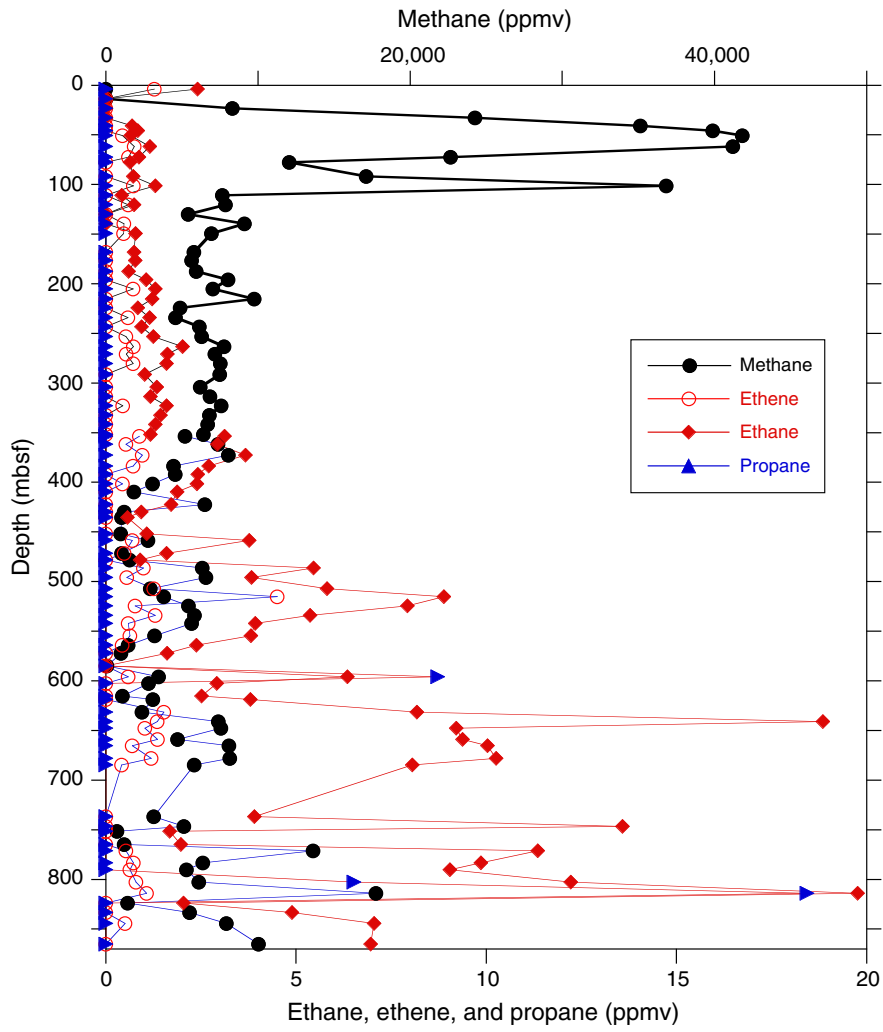 Methane (ppmv)
0 20,000 40,000
0
100
200
300
400
500
600
700
800
Depth (mbsf)
Methane
Ethene
Ethane
Propane
0 5 10 15 20
Ethane, ethene, and propane (ppmv)